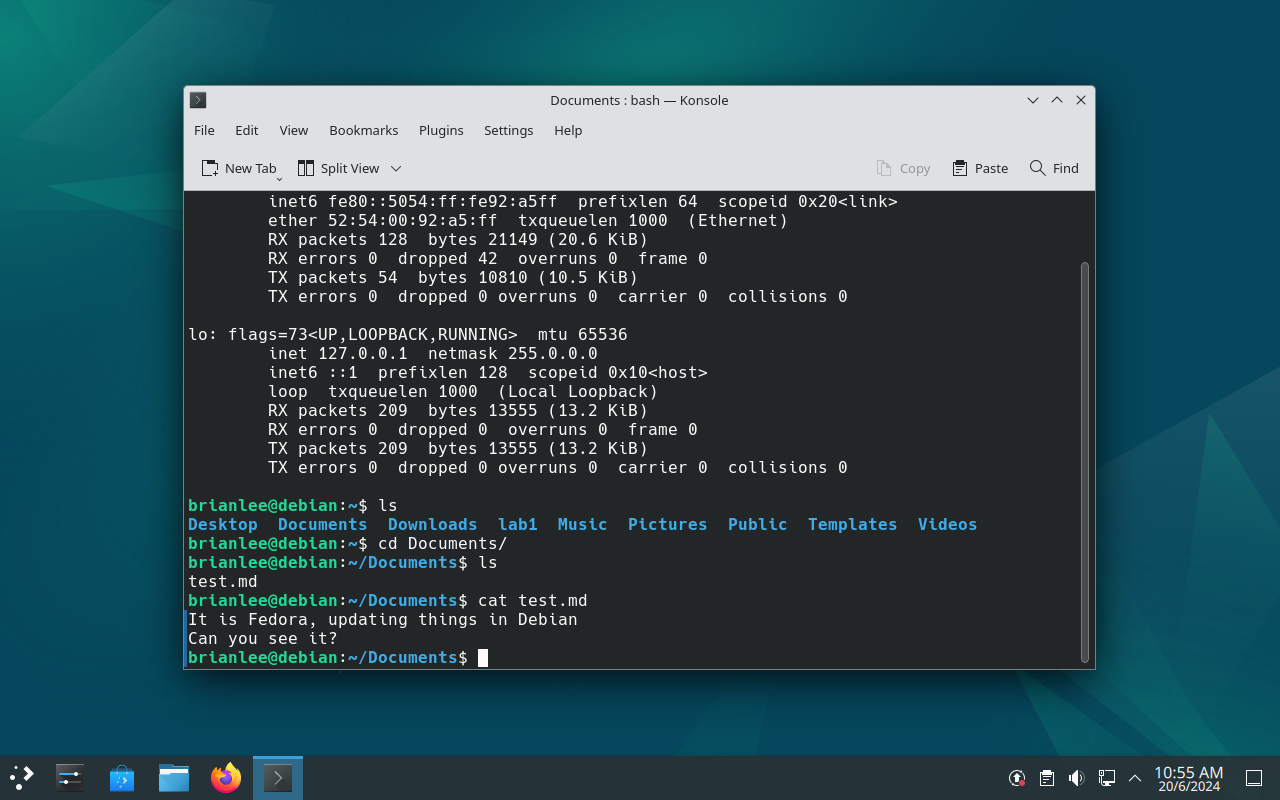 Documents : bash — Konsole
File Edit View Bookmarks Plugins Settings Help
New Tab Split View Copy Paste Find
inet6 fe80::5054:ff:fe92:a5ff  prefixlen 64  scopeid 0x20<link>
ether 52:54:00:92:a5:ff  txqueuelen 1000  (Ethernet)
RX packets 128  bytes 21149 (20.6 KiB)
RX errors 0  dropped 42  overruns 0  frame 0
TX packets 54  bytes 10810 (10.5 KiB)
TX errors 0  dropped 0 overruns 0  carrier 0  collisions 0
lo: flags=73<UP,LOOPBACK,RUNNING>  mtu 65536
inet 127.0.0.1  netmask 255.0.0.0
inet6 ::1  prefixlen 128  scopeid 0x10<host>
loop  txqueuelen 1000  (Local Loopback)
RX packets 209  bytes 13555 (13.2 KiB)
RX errors 0  dropped 0  overruns 0  frame 0
TX packets 209  bytes 13555 (13.2 KiB)
TX errors 0  dropped 0 overruns 0  carrier 0  collisions 0
brianlee@debian:~$ ls
Desktop  Documents  Downloads  lab1  Music  Pictures  Public  Templates  Videos
brianlee@debian:~$ cd Documents/
brianlee@debian:~/Documents$ ls
test.md
brianlee@debian:~/Documents$ cat test.md
It is Fedora, updating things in Debian
Can you see it?
brianlee@debian:~/Documents$
10:55 AM
20/6/2024